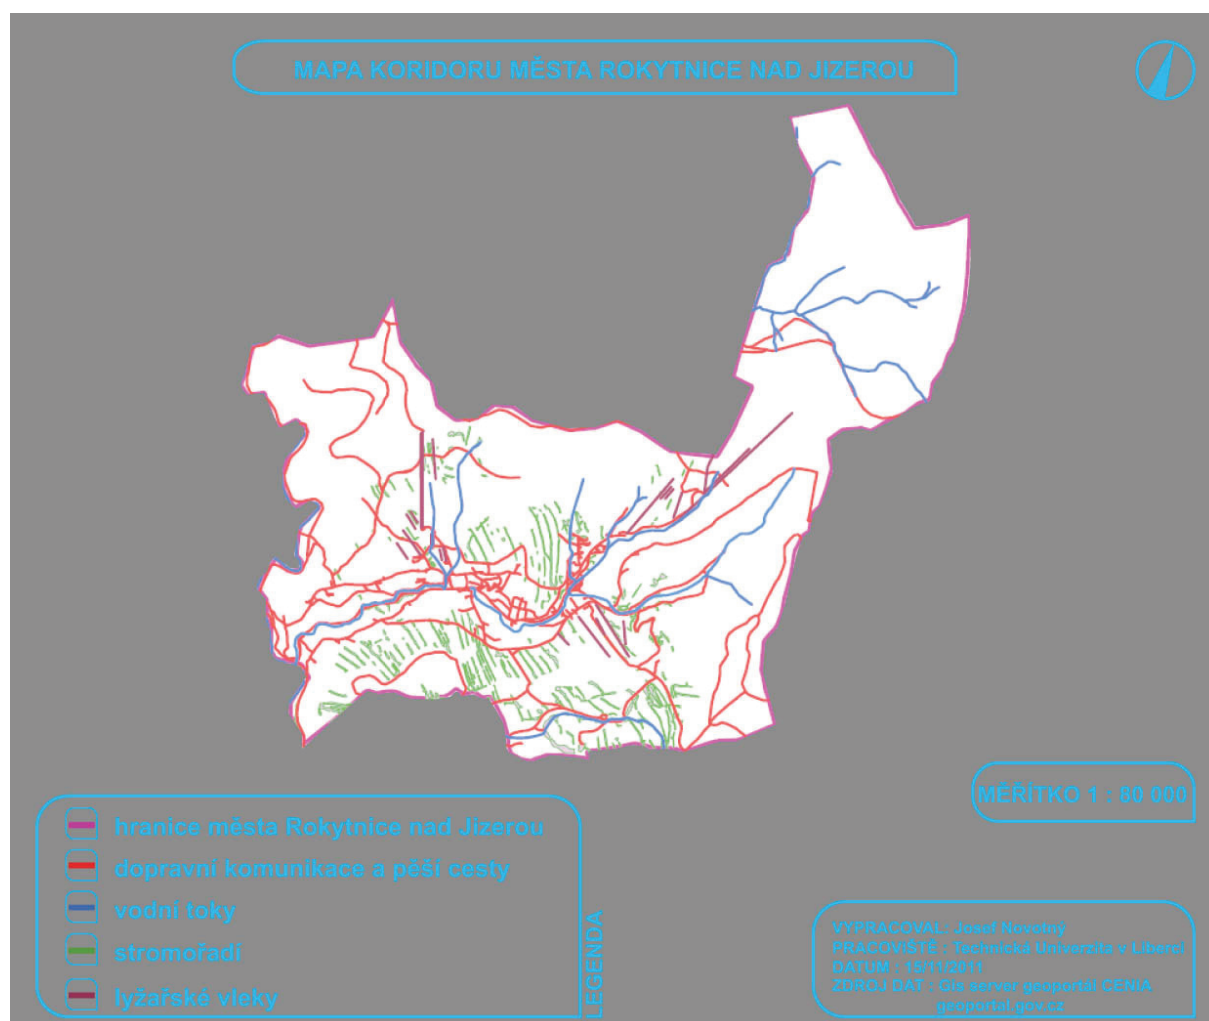 MAPA KORIDORU MĚSTA ROKYTNICE NAD JIZEROU
MĚŘÍTKO 1 : 80 000
hranice města Rokytnice nad Jizerou
dopravní komunikace a pěší cesty
vodní toky
stromořadí
lyžařské vleky
LEGENDA
VYPRACOVAL: Josef Novotný
PRACOVIŠTĚ : Technická Univerzita v Liberci
DATUM : 15/11/2011
ZDROJ DAT : Gis server geoportál CENIA
geoportal.gov.cz